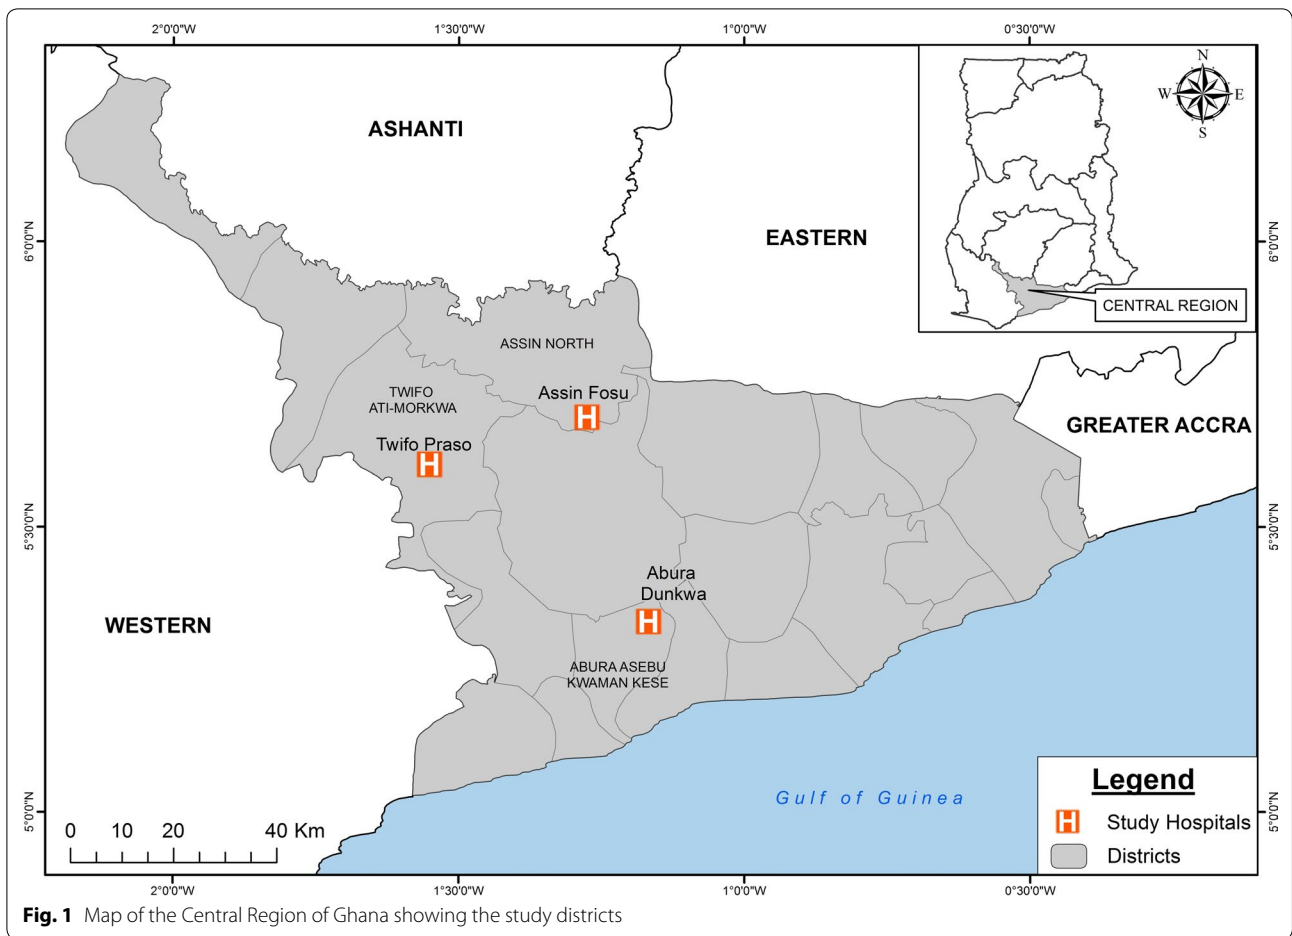 2°0'0"W
1°30'0"W
1°0'0"W
0°30'0"W
N
W
E
S
ASHANTI
EASTERN
6°0'0"N
6°0'0"N
CENTRAL REGION
ASSIN NORTH
TWIFO
ATI-MORKWA
Assin Fosu
H
GREATER ACCRA
Twifo Praso
H
5°30'0"N
5°30'0"N
Abura
Dunkwa
H
WESTERN
ABURA ASEBU
KWAMAN KESE
Gulf of Guinea
5°0'0"N
5°0'0"N
Legend
H Study Hospitals
Districts
0 10 20 40 Km
2°0'0"W
1°30'0"W
1°0'0"W
0°30'0"W
Fig. 1 Map of the Central Region of Ghana showing the study districts